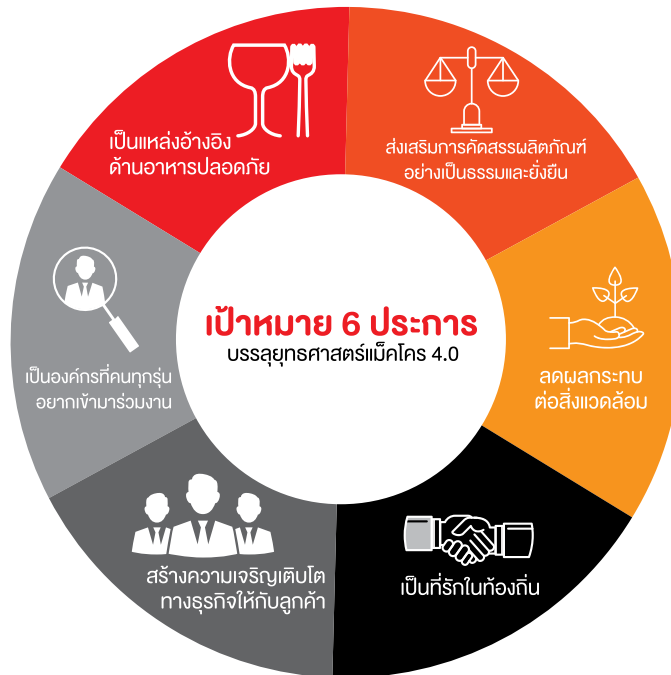 เป็นแหล่งอ้างอิง
ด้านอาหารปลอดภัย
ส่งเสริมการคัดสรรผลิตภัณฑ์
อย่างเป็นธรรมและยั่งยืน
เป้าหมาย 6 ประการ
บรรลุยุทธศาสตร์แม็คโคร 4.0
เป็นองค์กรที่คนทุกรุ่น
อยากเข้ามาร่วมงาน
ลดผลกระทบ
ต่อสิ่งแวดล้อม
สร้างความเจริญเติบโต
ทางธุรกิจให้กับลูกค้า
เป็นที่รักในท้องถิ่น